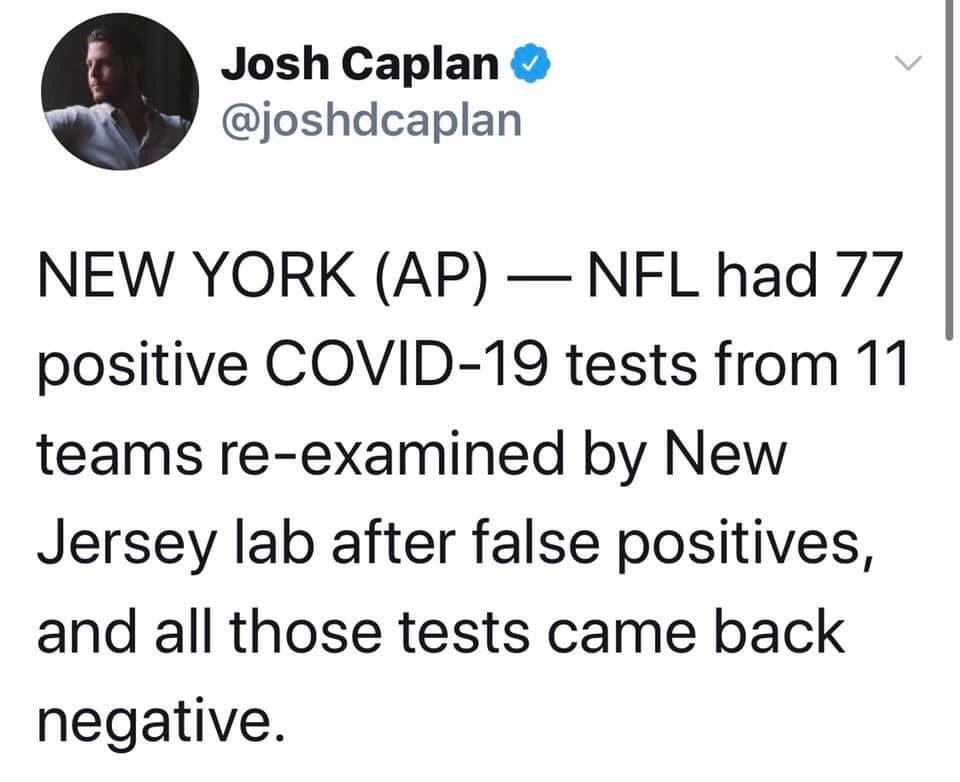 Josh Caplan
@joshdcaplan
NEW YORK (AP) — NFL had 77
positive COVID-19 tests from 11
teams re-examined by New
Jersey lab after false positives,
and all those tests came back
negative.